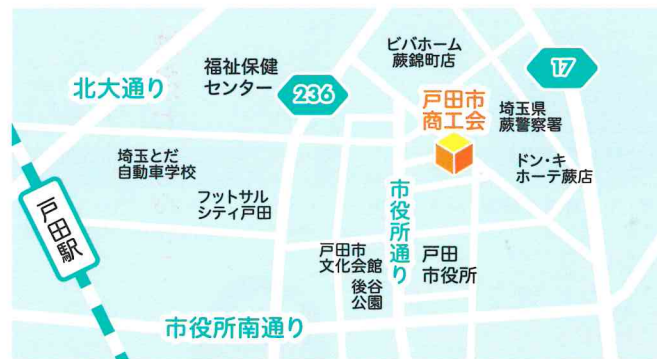 ビバホーム
蕨錦町店
17
福祉保健
センター
236
北大通り
戸田市
商工会
埼玉県
蕨警察署
埼玉とだ
自動車学校
ドン・キ
ホーテ蕨店
フットサル
シティ戸田
市役所通り
戸田駅
戸田市
文化会館
戸田
市役所
後谷
公園
市役所南通り